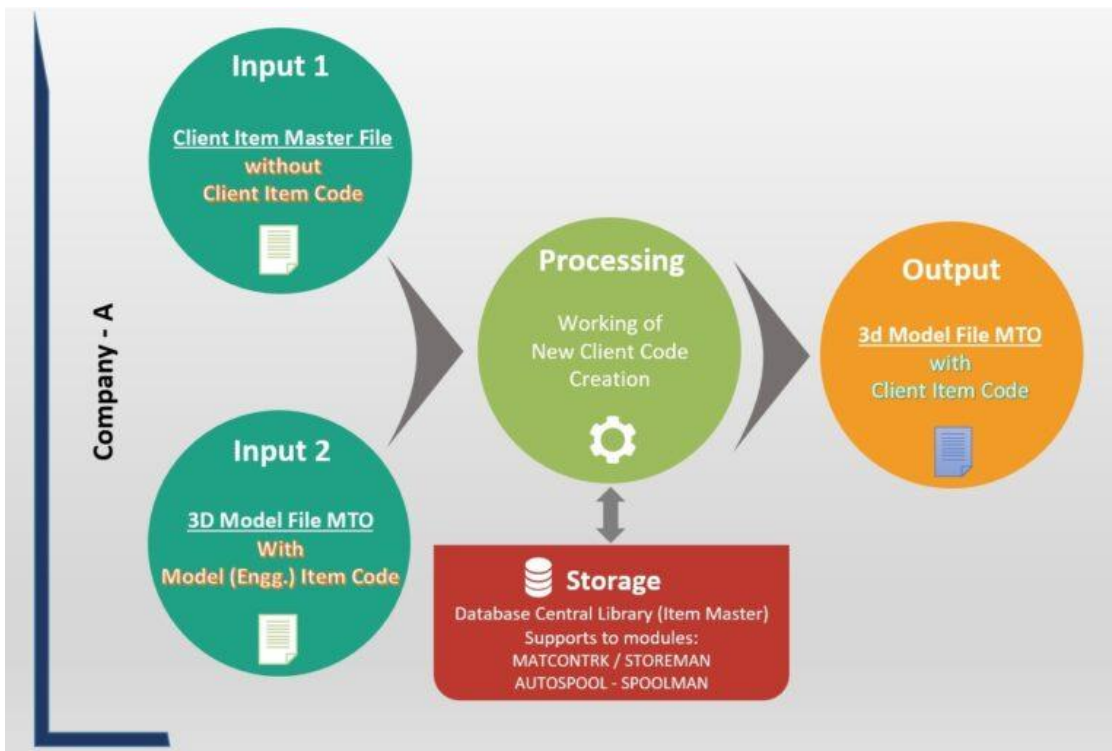 Company - A
Input 1
Client Item Master File
without
Client Item Code
Input 2
3D Model File MTO
With
Model (Engg.) Item Code
Processing
Working of
New Client Code
Creation
Storage
Database Central Library (Item Master)
Supports to modules:
MATCONTRK / STOREMAN
AUTOSPOOL - SPOOLMAN
Output
3d Model File MTO
with
Client Item Code